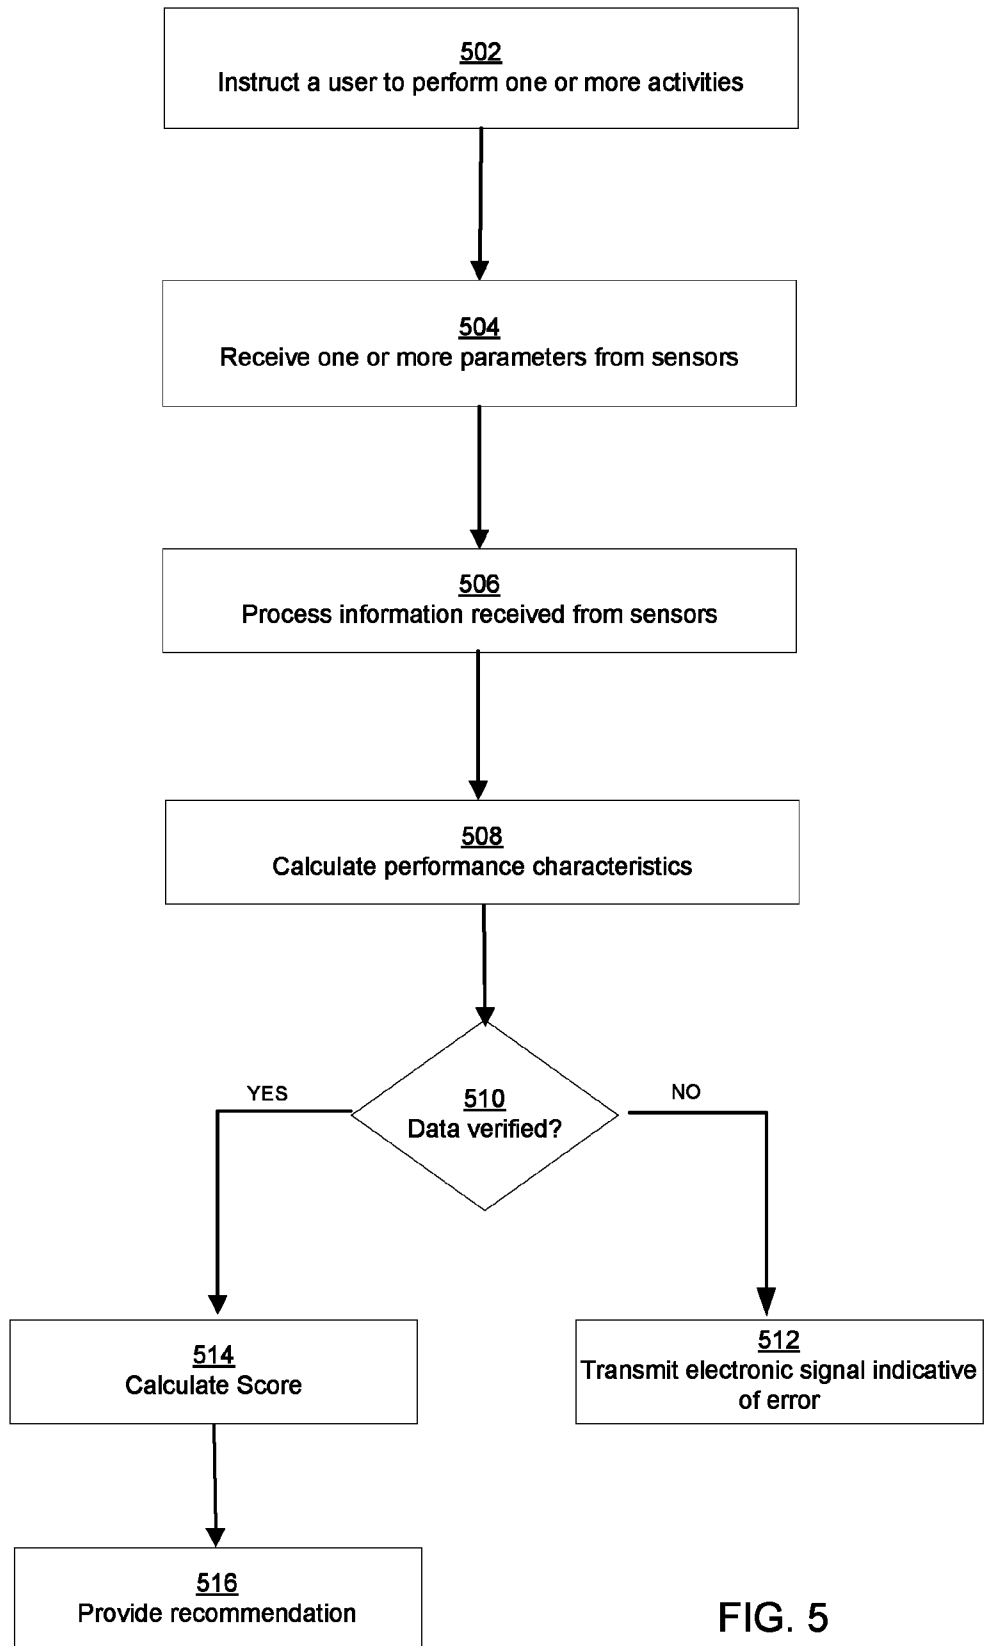 502
Instruct a user to perform one or more activities
504
Receive one or more parameters from sensors
506
Process information received from sensors
508
Calculate performance characteristics
510
Data verified?
YES
NO
514
Calculate Score
512
Transmit electronic signal indicative
of error
516
Provide recommendation
FIG. 5